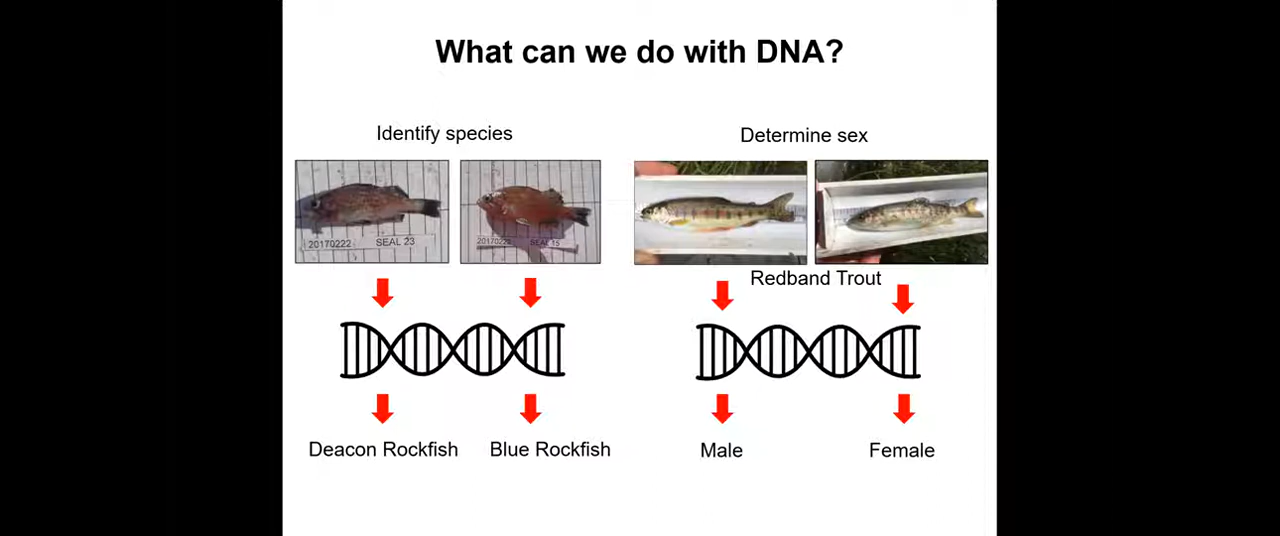 What can we do with DNA?
Identify species
Determine sex
20170222 SEAL 23
20170222 SEAL 15
Redband Trout
Deacon Rockfish
Blue Rockfish
Male
Female